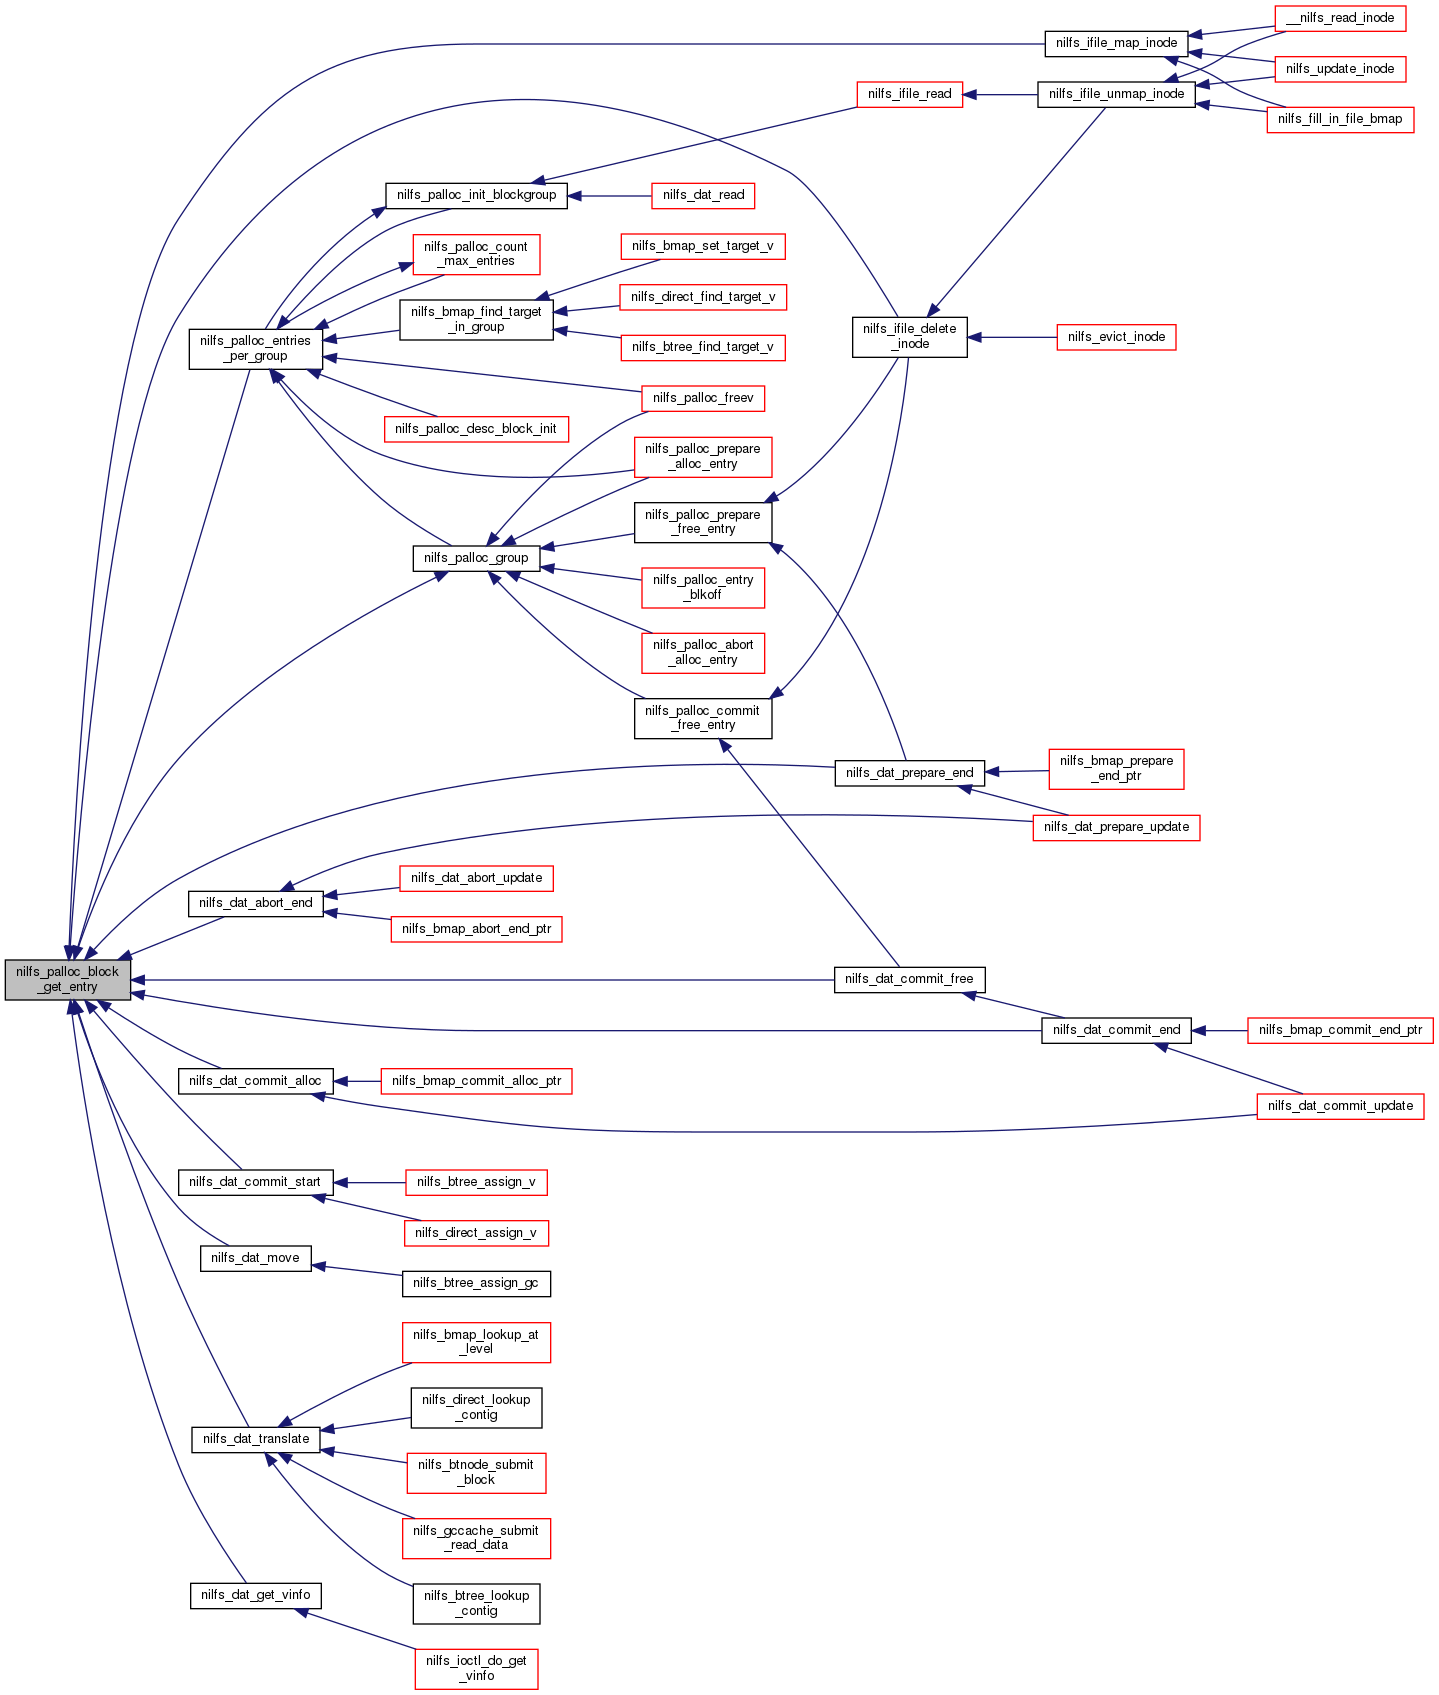 __nilfs_read_inode
nilfs_ifile_map_inode
nilfs_update_inode
nilfs_ifile_read
nilfs_ifile_unmap_inode
nilfs_fill_in_file_bmap
nilfs_palloc_init_blockgroup
nilfs_dat_read
nilfs_palloc_count
_max_entries
nilfs_bmap_set_target_v
nilfs_direct_find_target_v
nilfs_bmap_find_target
_in_group
nilfs_palloc_entries
_per_group
nilfs_btree_find_target_v
nilfs_ifile_delete
_inode
nilfs_evict_inode
nilfs_palloc_freev
nilfs_palloc_desc_block_init
nilfs_palloc_prepare
_alloc_entry
nilfs_palloc_prepare
_free_entry
nilfs_palloc_group
nilfs_palloc_entry
_blkoff
nilfs_palloc_abort
_alloc_entry
nilfs_palloc_commit
_free_entry
nilfs_dat_prepare_end
nilfs_bmap_prepare
_end_ptr
nilfs_dat_prepare_update
nilfs_dat_abort_update
nilfs_dat_abort_end
nilfs_bmap_abort_end_ptr
nilfs_palloc_block
_get_entry
nilfs_dat_commit_free
nilfs_dat_commit_end
nilfs_bmap_commit_end_ptr
nilfs_dat_commit_alloc
nilfs_bmap_commit_alloc_ptr
nilfs_dat_commit_update
nilfs_dat_commit_start
nilfs_btree_assign_v
nilfs_direct_assign_v
nilfs_dat_move
nilfs_btree_assign_gc
nilfs_bmap_lookup_at
_level
nilfs_direct_lookup
_contig
nilfs_dat_translate
nilfs_btnode_submit
_block
nilfs_gccache_submit
_read_data
nilfs_dat_get_vinfo
nilfs_btree_lookup
_contig
nilfs_ioctl_do_get
_vinfo